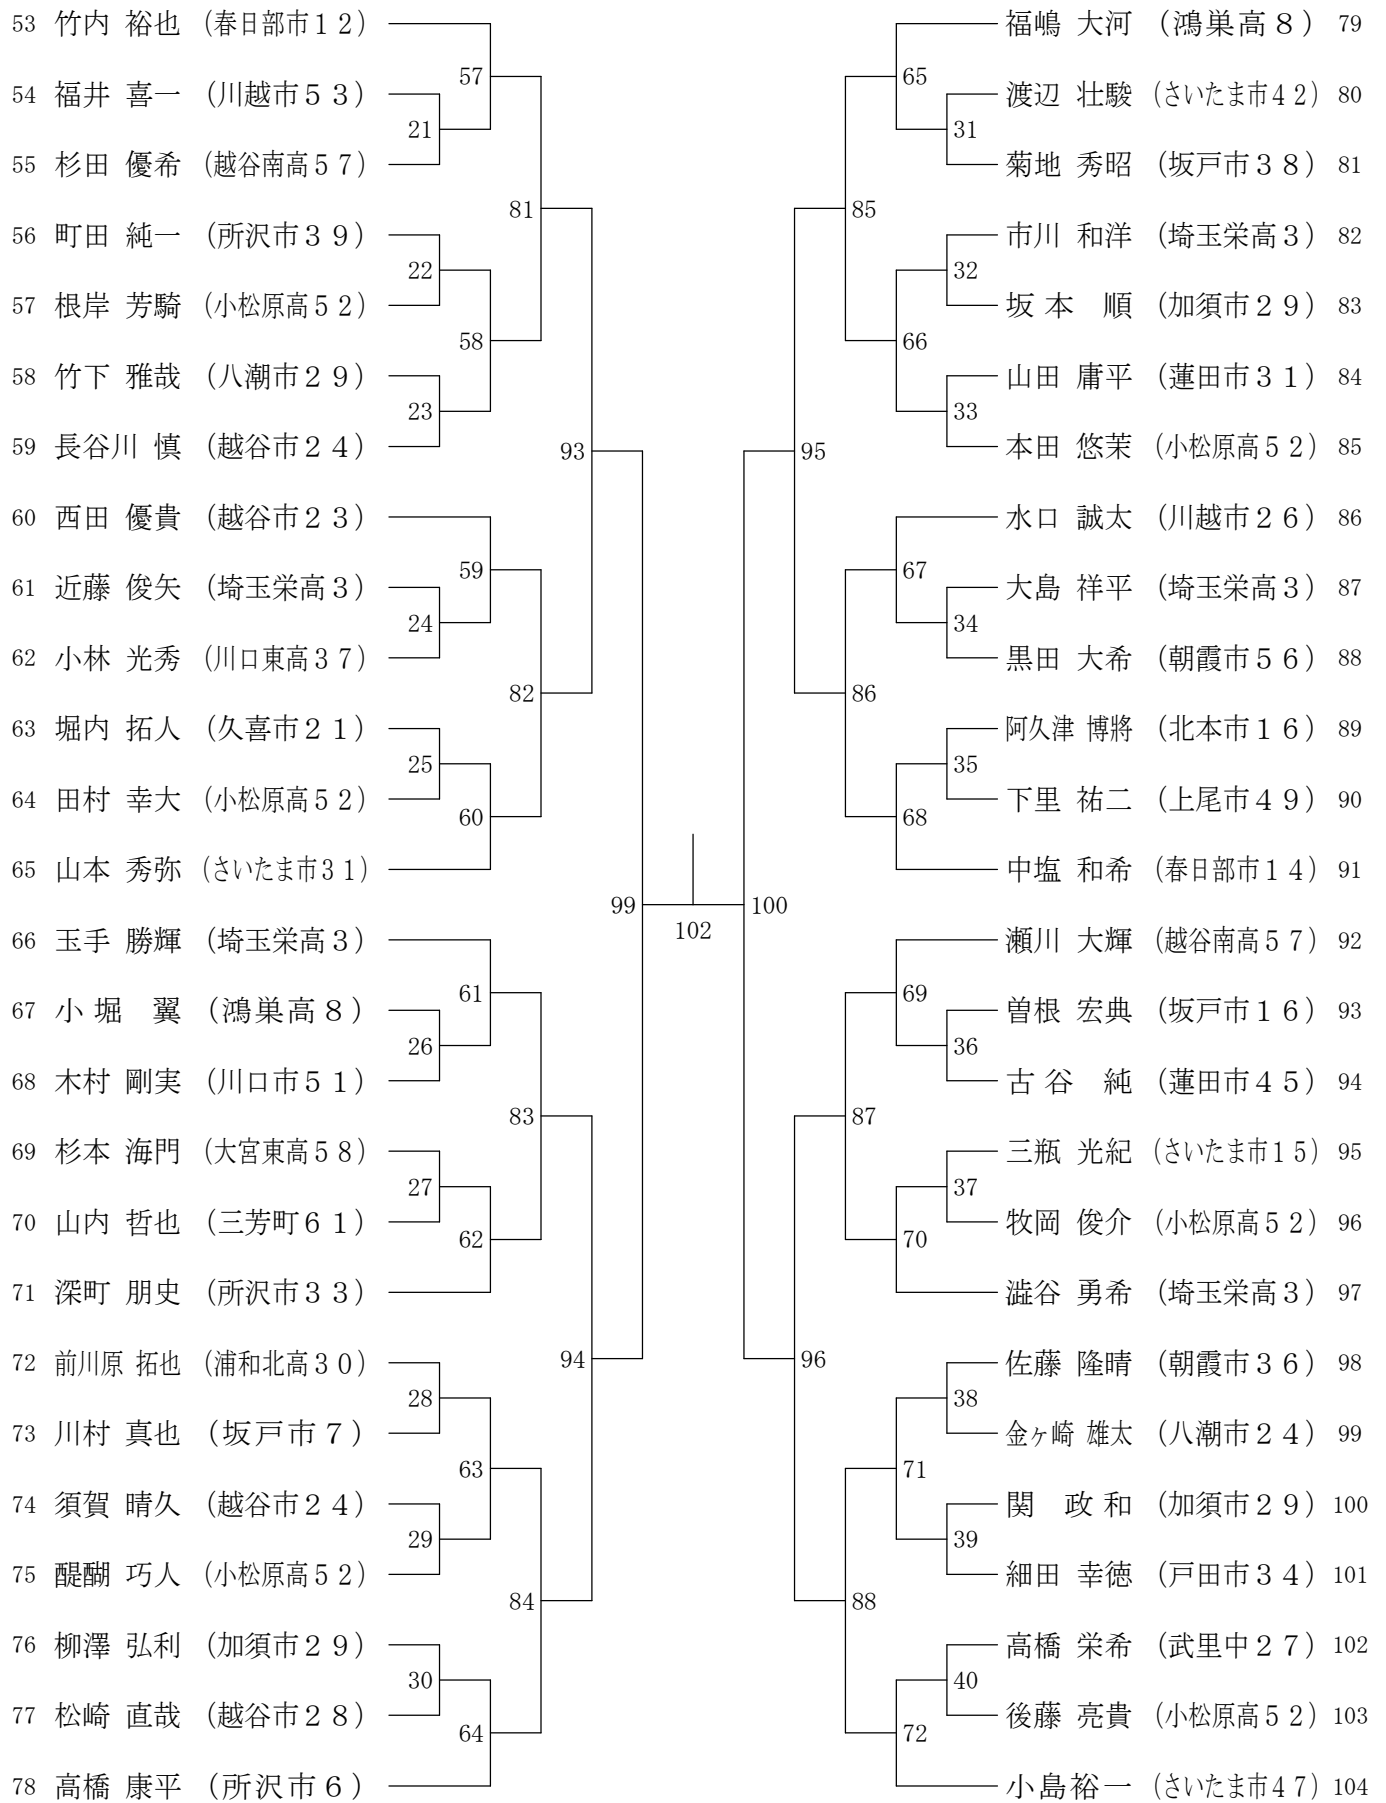 53 竹内 裕也 (春日部市１２)
54 福井 喜一 (川越市５３)
55 杉田 優希 (越谷南高５７)
56 町田 純一 (所沢市３９)
57 根岸 芳騎 (小松原高５２)
58 竹下 雅哉 (八潮市２９)
59 長谷川 慎 (越谷市２４)
60 西田 優貴 (越谷市２３)
61 近藤 俊矢 (埼玉栄高３)
62 小林 光秀 (川口東高３７)
63 堀内 拓人 (久喜市２１)
64 田村 幸大 (小松原高５２)
65 山本 秀弥 (さいたま市３１)
66 玉手 勝輝 (埼玉栄高３)
67 小堀 翼 (鴻巣高８)
68 木村 剛実 (川口市５１)
69 杉本 海門 (大宮東高５８)
70 山内 哲也 (三芳町６１)
71 深町 朋史 (所沢市３３)
72 前川原 拓也 (浦和北高３０)
73 川村 真也 (坂戸市７)
74 須賀 晴久 (越谷市２４)
75 醍醐 巧人 (小松原高５２)
76 柳澤 弘利 (加須市２９)
77 松崎 直哉 (越谷市２８)
78 高橋 康平 (所沢市６)
21
22
23
24
25
26
27
28
29
30
57
58
59
60
61
62
63
64
81
82
83
84
93
94
99
102
100
95
96
85
86
87
88
65
66
67
68
69
70
71
72
31
32
33
34
35
36
37
38
39
40
福嶋 大河 (鴻巣高８) 79
渡辺 壮駿 (さいたま市４２) 80
菊地 秀昭 (坂戸市３８) 81
市川 和洋 (埼玉栄高３) 82
坂本 順 (加須市２９) 83
山田 庸平 (蓮田市３１) 84
本田 悠茉 (小松原高５２) 85
水口 誠太 (川越市２６) 86
大島 祥平 (埼玉栄高３) 87
黒田 大希 (朝霞市５６) 88
阿久津 博將 (北本市１６) 89
下里 祐二 (上尾市４９) 90
中塩 和希 (春日部市１４) 91
瀬川 大輝 (越谷南高５７) 92
曽根 宏典 (坂戸市１６) 93
古谷 純 (蓮田市４５) 94
三瓶 光紀 (さいたま市１５) 95
牧岡 俊介 (小松原高５２) 96
澁谷 勇希 (埼玉栄高３) 97
佐藤 隆晴 (朝霞市３６) 98
金ヶ崎 雄太 (八潮市２４) 99
関 政和 (加須市２９) 100
細田 幸徳 (戸田市３４) 101
高橋 栄希 (武里中２７) 102
後藤 亮貴 (小松原高５２) 103
小島裕一 (さいたま市４７) 104